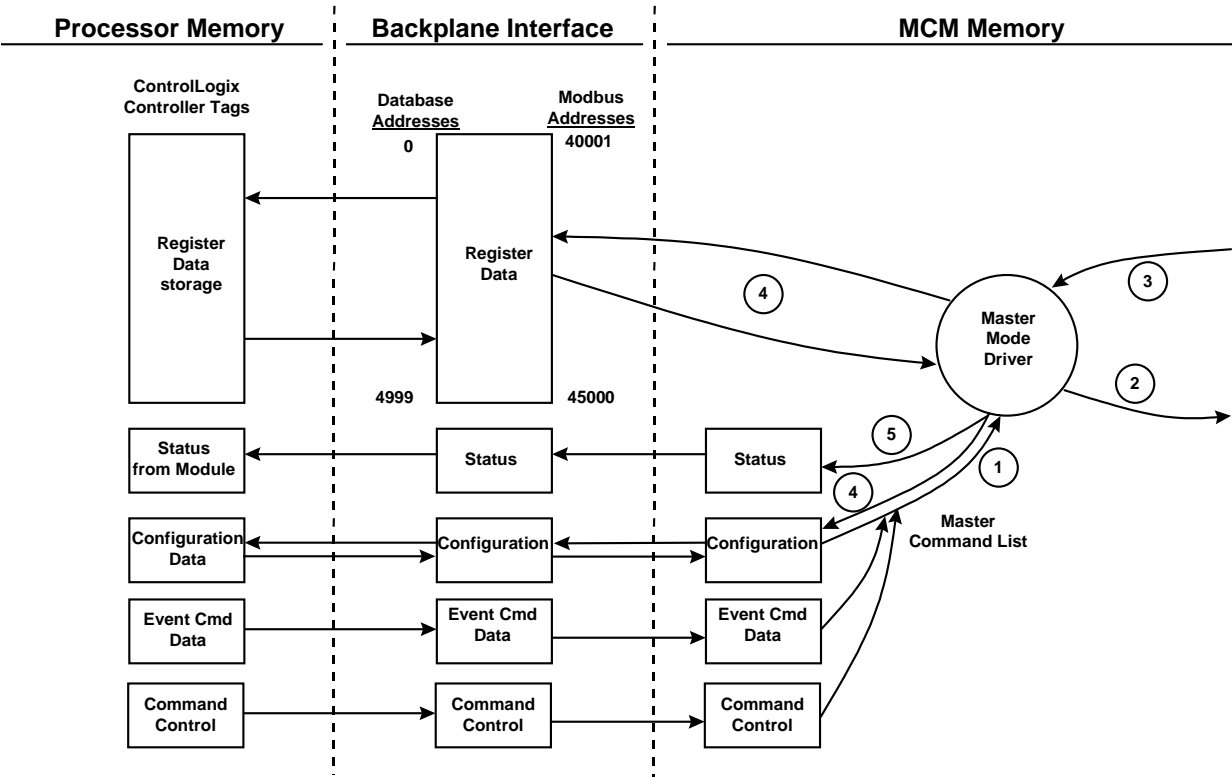 Processor Memory
Backplane Interface
MCM Memory
ControlLogix
Controller Tags
Database
Addresses
0
Modbus
Addresses
40001
Register
Data
storage
Register
Data
4
3
Master
Mode
Driver
2
4999
45000
Status
from Module
Status
Status
5
1
4
Configuration
Data
Configuration
Configuration
Master
Command List
Event Cmd
Data
Event Cmd
Data
Event Cmd
Data
Command
Control
Command
Control
Command
Control